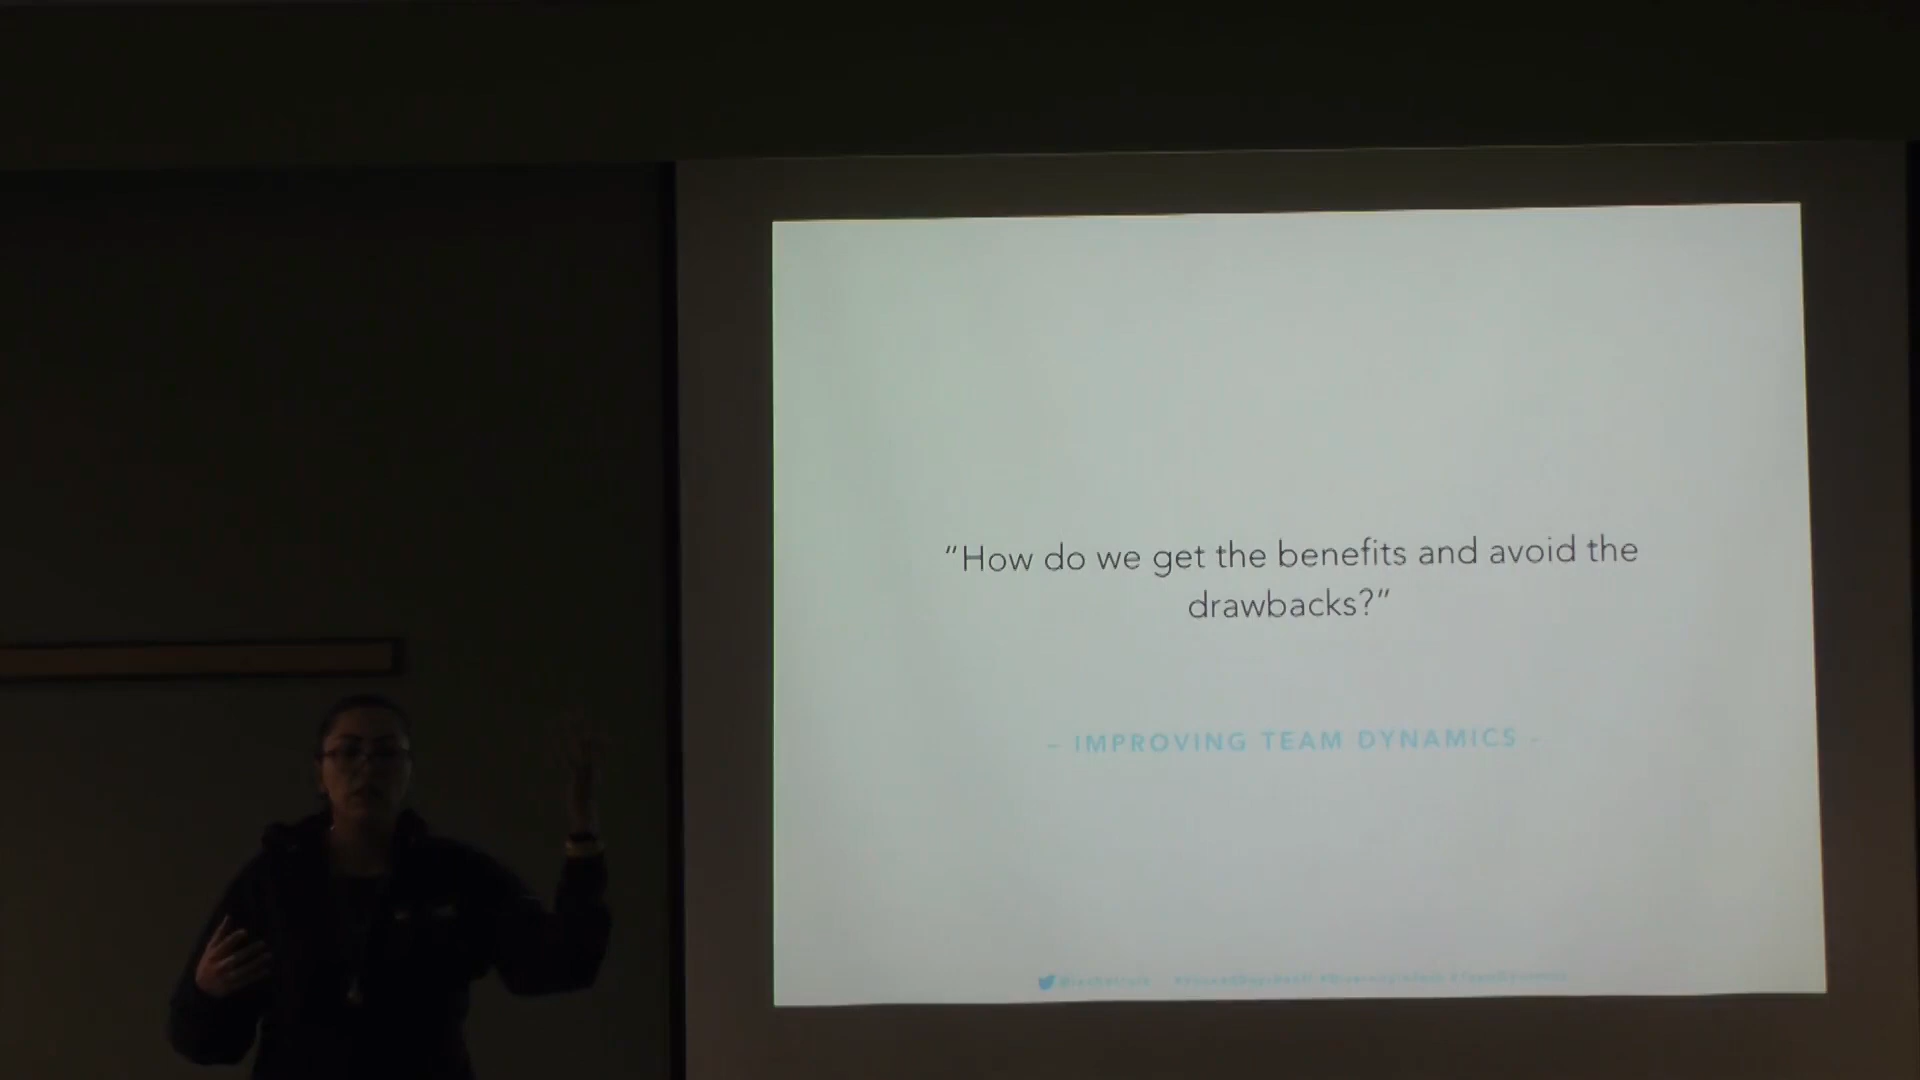 "How do we get the benefits and avoid the
drawbacks?"
– IMPROVING TEAM DYNAMICS –